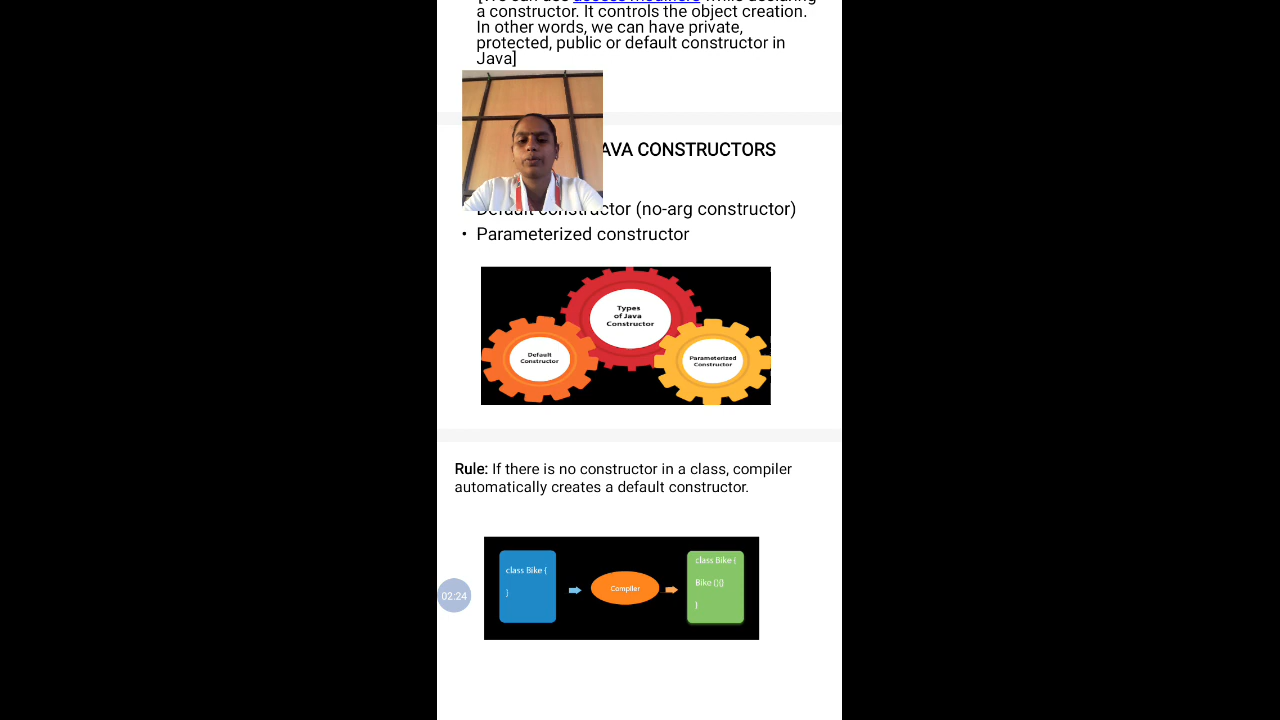 access modifiers
a constructor. It controls the object creation.
In other words, we can have private,
protected, public or default constructor in
Java]
AVA CONSTRUCTORS
Default constructor (no-arg constructor)
• Parameterized constructor
Types
of Java
Constructor
Default
Constructor
Parameterized
Constructor
Rule: If there is no constructor in a class, compiler
automatically creates a default constructor.
class Bike {
}
Compiler
class Bike {
Bike (){}
}
02:24